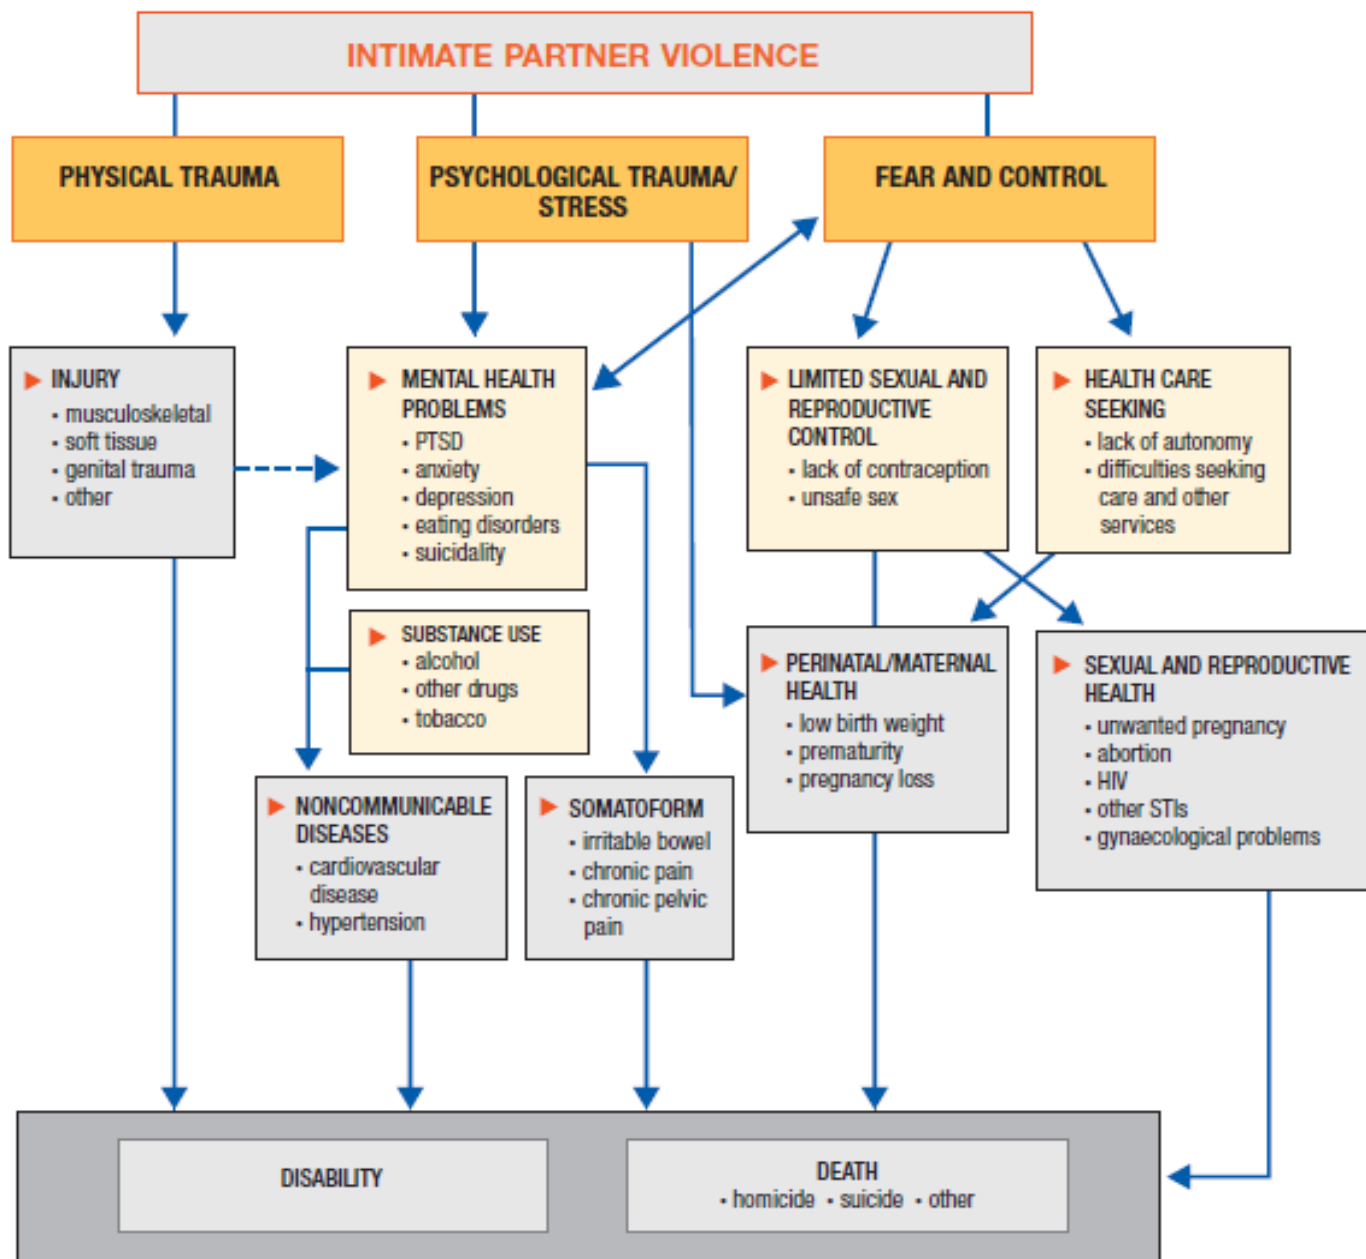 INTIMATE PARTNER VIOLENCE
PHYSICAL TRAUMA
PSYCHOLOGICAL TRAUMA/
STRESS
FEAR AND CONTROL
INJURY
▪ musculoskeletal
▪ soft tissue
▪ genital trauma
▪ other
MENTAL HEALTH
PROBLEMS
▪ PTSD
▪ anxiety
▪ depression
▪ eating disorders
▪ suicidality
LIMITED SEXUAL AND
REPRODUCTIVE
CONTROL
▪ lack of contraception
▪ unsafe sex
HEALTH CARE
SEEKING
▪ lack of autonomy
▪ difficulties seeking
care and other
services
SUBSTANCE USE
▪ alcohol
▪ other drugs
▪ tobacco
PERINATAL/MATERNAL
HEALTH
▪ low birth weight
▪ prematurity
▪ pregnancy loss
SEXUAL AND REPRODUCTIVE
HEALTH
▪ unwanted pregnancy
▪ abortion
▪ HIV
▪ other STIs
▪ gynaecological problems
NONCOMMUNICABLE
DISEASES
▪ cardiovascular
disease
▪ hypertension
SOMATOFORM
▪ irritable bowel
▪ chronic pain
▪ chronic pelvic
pain
DISABILITY
DEATH
▪ homicide ▪ suicide ▪ other